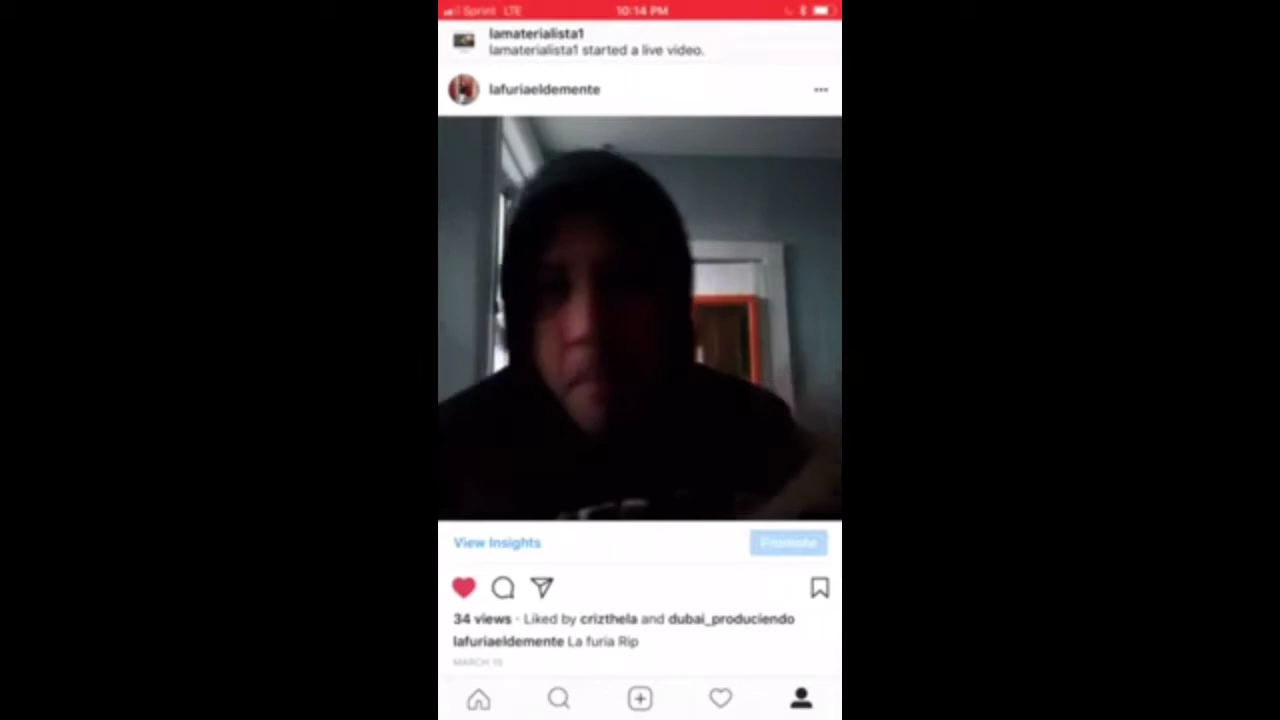 Sprint LTE 10:14 PM
lamaterialista1
lamaterialista1 started a live video.
lafuriaeldemente
View Insights Promote
34 views · Liked by crizthela and dubai_produciendo
lafuriaeldemente La furia Rip
MARCH 15